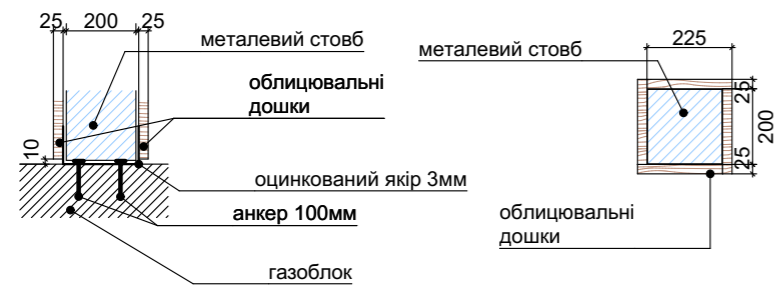 25 200 25
металевий стовб
облицювальні
дошки
10
оцинкований якір 3мм
анкер 100мм
газоблок
225
металевий стовб
25
200
25
облицювальні
дошки